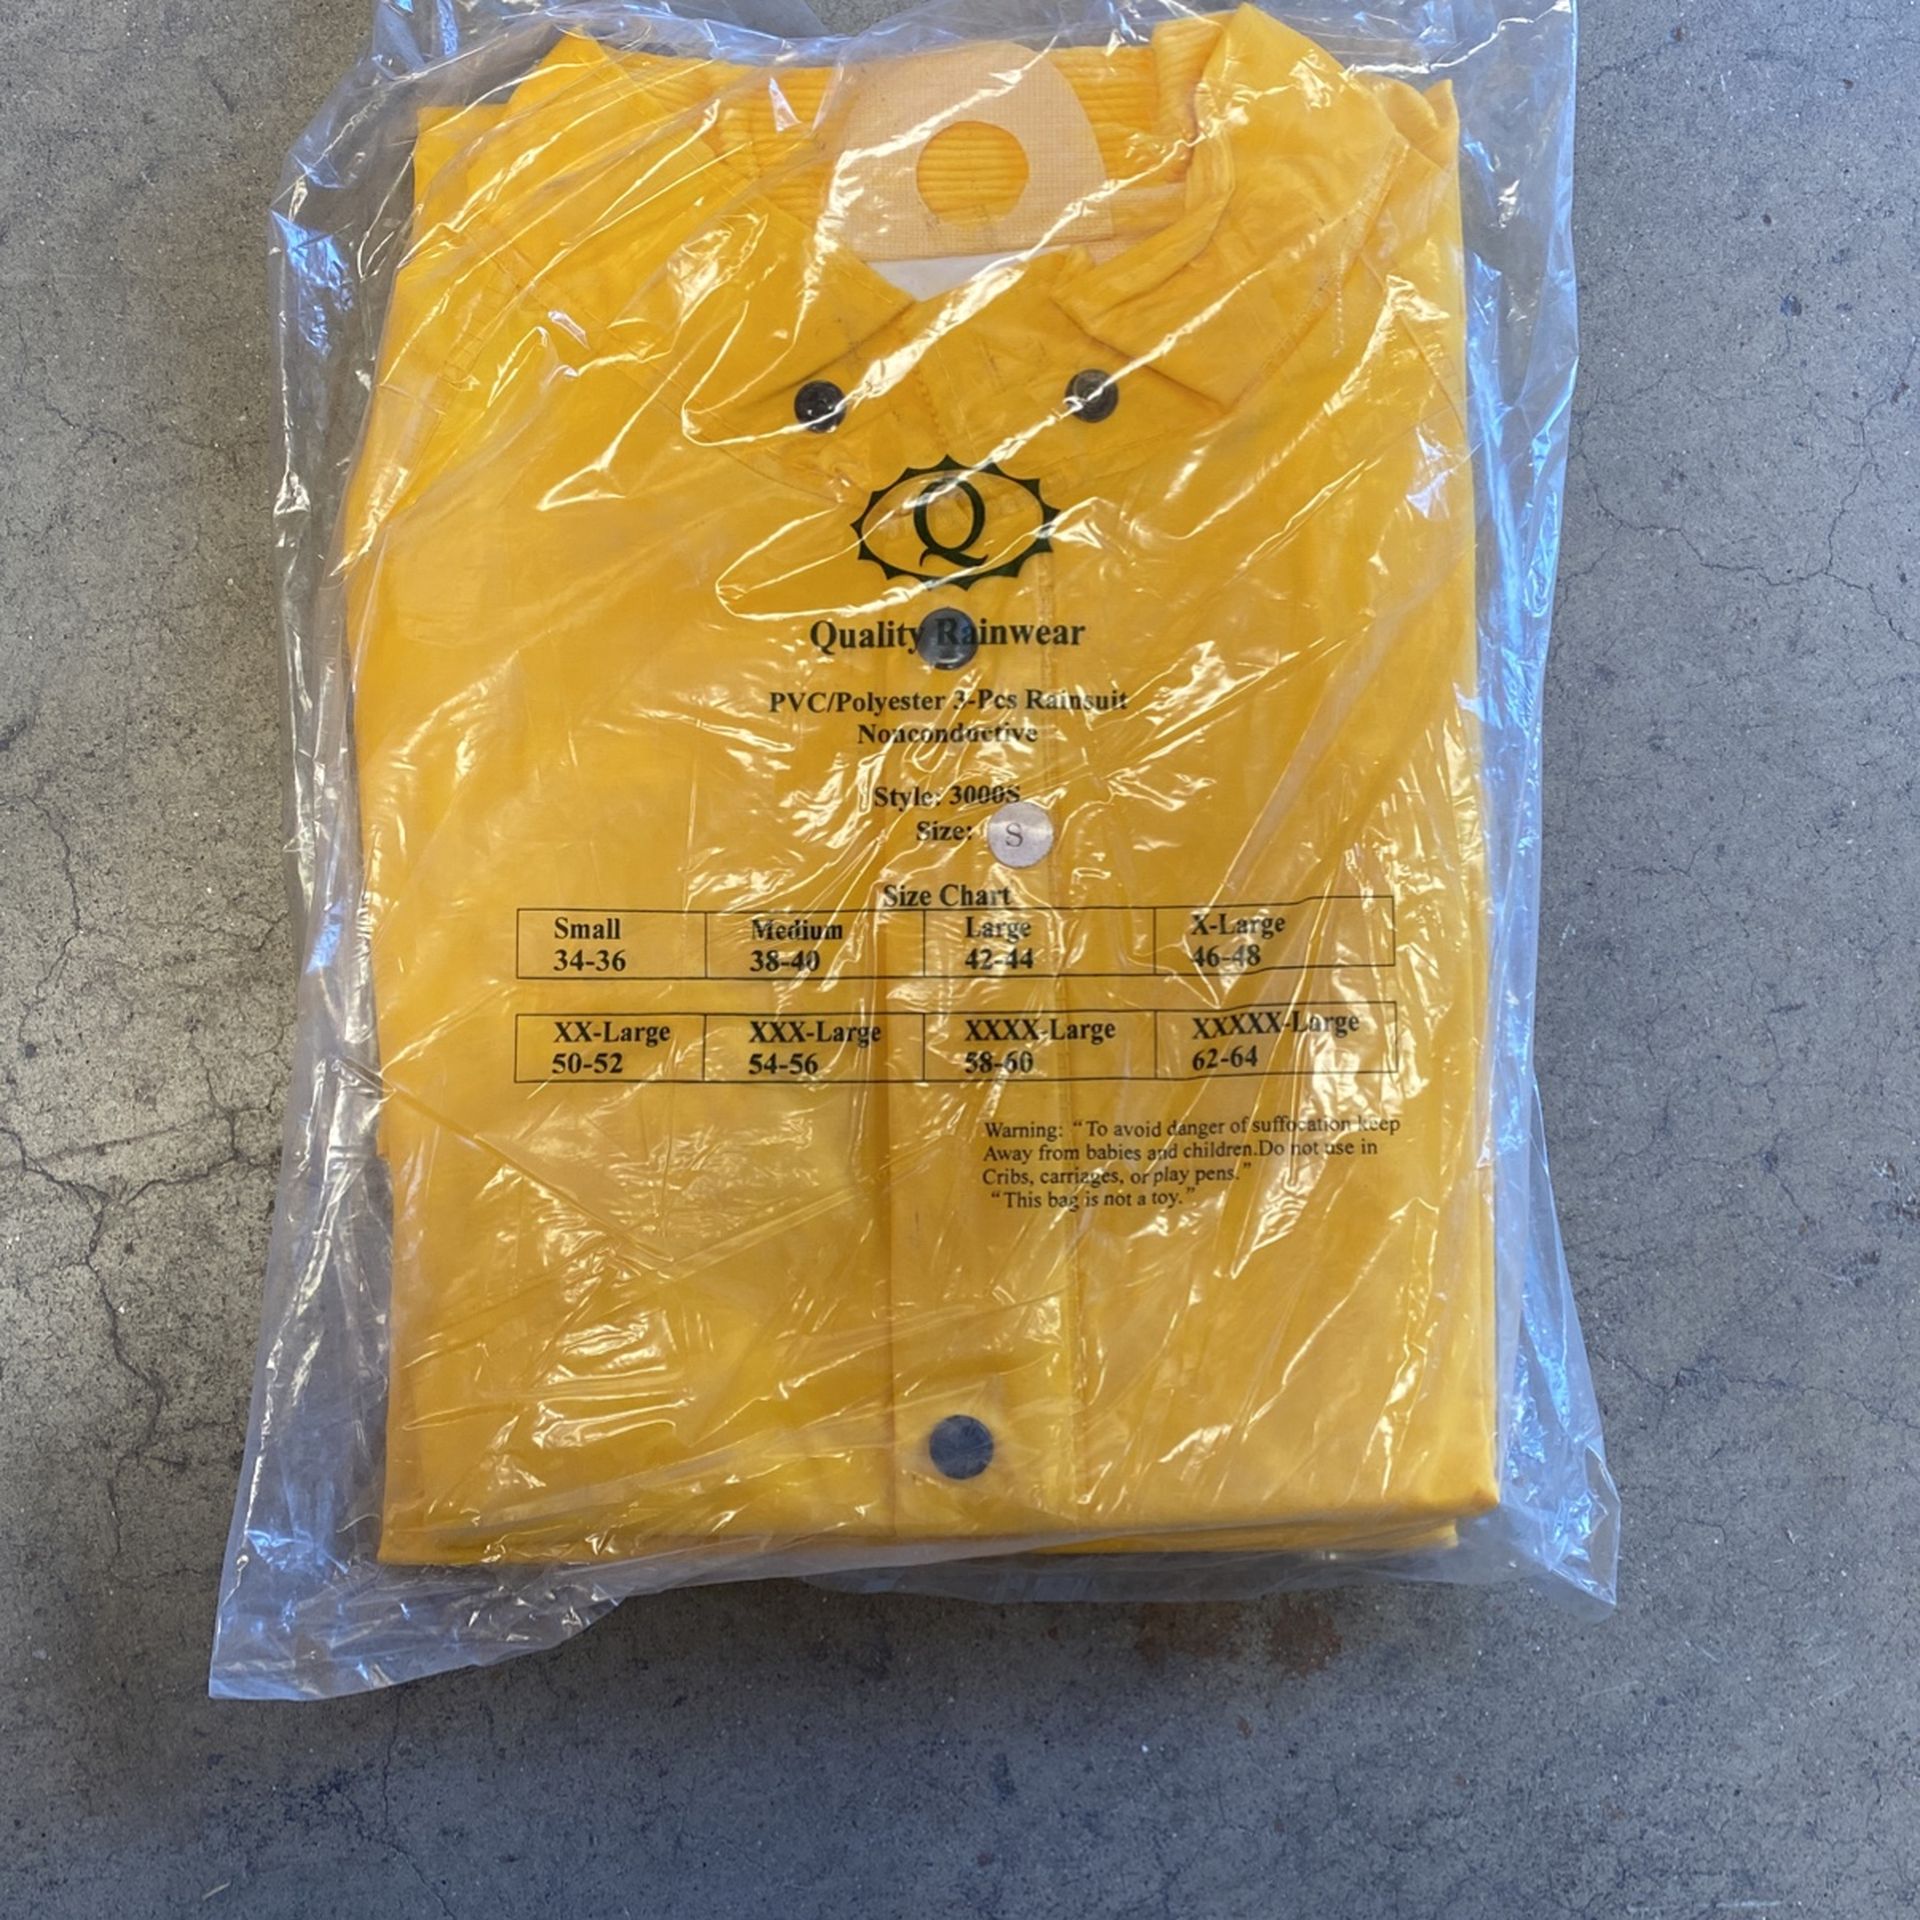 Q
Quality Rainwear
PVC/Polyester 3-Pcs Rainsuit
Nonconductive
Style: 3000S
Size: S
Size Chart
Small Medium Large X-Large
34-36 38-40 42-44 46-48
XX-Large XXX-Large XXXX-Large XXXXX-Large
50-52 54-56 58-60 62-64
Warning: “To avoid danger of suffocation keep
Away from babies and children.Do not use in
Cribs, carriages, or play pens.”
“This bag is not a toy.”